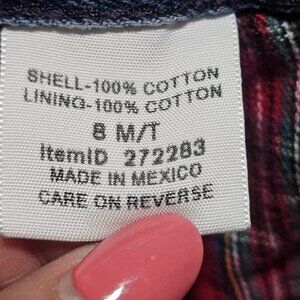 SHELL-100% COTTON
LINING-100% COTTON
8 M/T
ItemID 272283
MADE IN MEXICO
CARE ON REVERSE